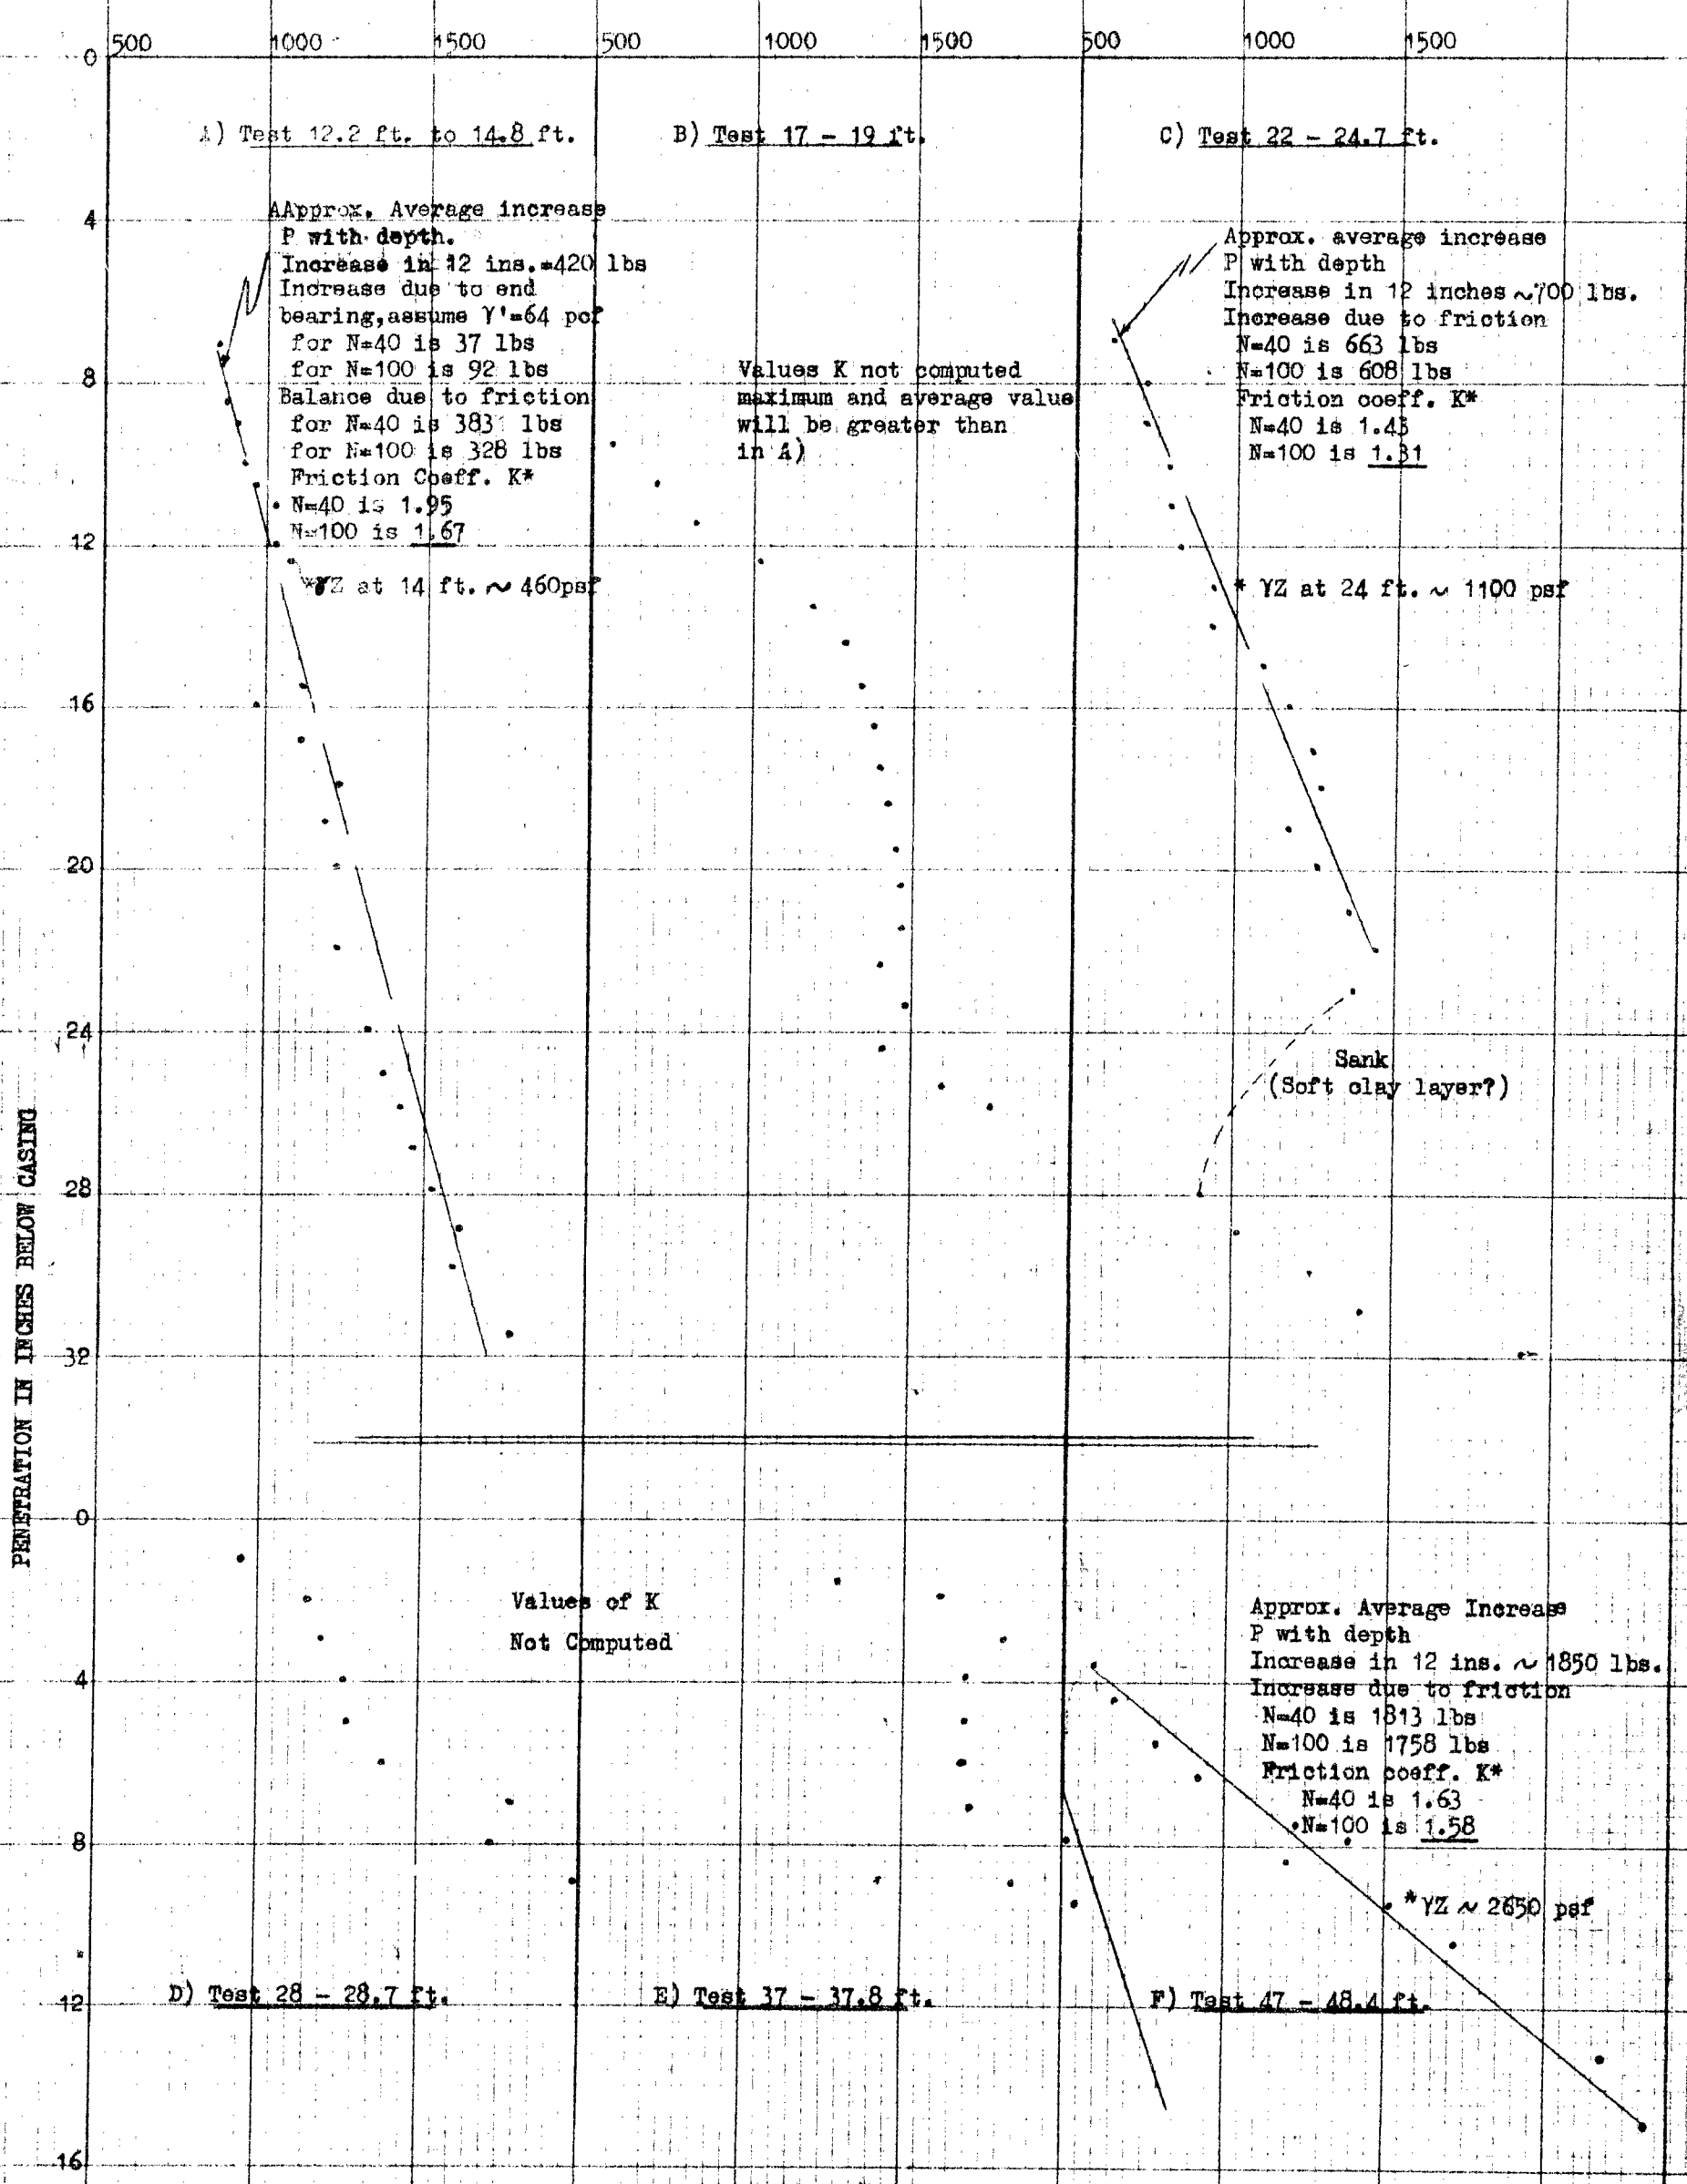 500 1000 1500 500 1000 1500 500 1000 1500
0
A) Test 12.2 ft. to 14.8 ft.
B) Test 17 - 19 ft.
C) Test 22 - 24.7 ft.
4
AApprox. Average increase
P with depth.
Increase in 12 ins.=420 lbs
Increase due to end
bearing,assume γ'=64 pcf
for N=40 is 37 lbs
for N=100 is 92 lbs
Balance due to friction
for N=40 is 383 lbs
for N=100 is 328 lbs
Friction Coeff. K*
N=40 is 1.95
N=100 is 1.67
*γZ at 14 ft. ~ 460psf
Values K not computed
maximum and average value
will be greater than
in A)
Approx. average increase
P with depth
Increase in 12 inches ~700 lbs.
Increase due to friction
N=40 is 663 lbs
N=100 is 608 lbs
Friction coeff. K*
N=40 is 1.43
N=100 is 1.31
* γZ at 24 ft. ~ 1100 psf
8
12
16
20
24
Sank
(Soft clay layer?)
28
32
PENETRATION IN INCHES BELOW CASING
0
Values of K
Not Computed
Approx. Average Increase
P with depth
Increase in 12 ins. ~ 1850 lbs.
Increase due to friction
N=40 is 1813 lbs
N=100 is 1758 lbs
Friction coeff. K*
N=40 is 1.63
N=100 is 1.58
*γZ ~ 2650 psf
4
8
12
D) Test 28 - 28.7 ft.
E) Test 37 - 37.8 ft.
F) Test 47 - 48.4 ft.
16